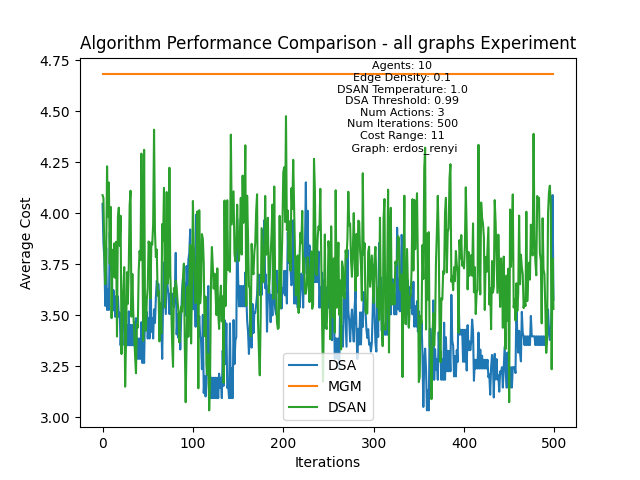 Algorithm Performance Comparison - all graphs Experiment
Agents: 10
Edge Density: 0.1
DSAN Temperature: 1.0
DSA Threshold: 0.99
Num Actions: 3
Num Iterations: 500
Cost Range: 11
Graph: erdos_renyi
4.75
4.50
4.25
4.00
3.75
3.50
3.25
3.00
Average Cost
DSA
MGM
DSAN
0
100
200
300
400
500
Iterations